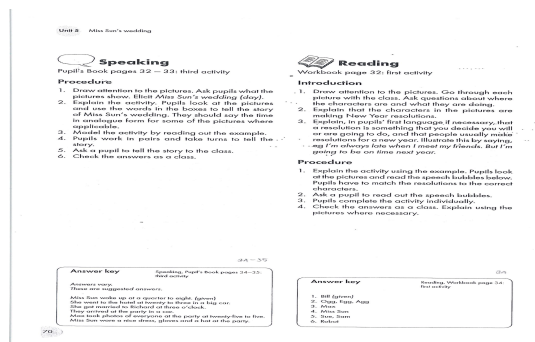 Unit 5 Miss Sun's wedding
Speaking
Pupil's Book pages 32 – 33: third activity
Procedure
1. Draw attention to the pictures. Ask pupils what the
pictures show. Elicit Miss Sun's wedding (day).
2. Explain the activity. Pupils look at the pictures
and use the words in the boxes to tell the story
of Miss Sun's wedding. They should say the time
in analogue form for some of the pictures where
applicable.
3. Model the activity by reading out the example.
4. Pupils work in pairs and take turns to tell the
story.
5. Ask a pupil to tell the story to the class.
6. Check the answers as a class.
34–35
Answer key
Speaking, Pupil's Book pages 34–35:
third activity
Answers vary.
These are suggested answers.
Miss Sun woke up at a quarter to eight. (given)
She went to the hotel at twenty to three in a big car.
She got married to Richard at three o'clock.
They arrived at the party in a car.
Max took photos of everyone at the party at twenty-five to five.
Miss Sun wore a nice dress, gloves and a hat at the party.
70
Reading
Workbook page 32: first activity
Introduction
1. Draw attention to the pictures. Go through each
picture with the class. Ask questions about where
the characters are and what they are doing.
2. Explain that the characters in the pictures are
making New Year resolutions.
3. Explain, in pupils' first language if necessary, that
a resolution is something that you decide you will
or are going to do, and that people usually make
resolutions for a new year. Illustrate this by saying,
eg I'm always late when I meet my friends. But I'm
going to be on time next year.
Procedure
1. Explain the activity using the example. Pupils look
at the pictures and read the speech bubbles below.
Pupils have to match the resolutions to the correct
characters.
2. Ask a pupil to read out the speech bubbles.
3. Pupils complete the activity individually.
4. Check the answers as a class. Explain using the
pictures where necessary.
34
Answer key
Reading, Workbook page 34:
first activity
1. Bill (given)
2. Ogg, Egg, Agg
3. Max
4. Miss Sun
5. Sue, Sam
6. Robot